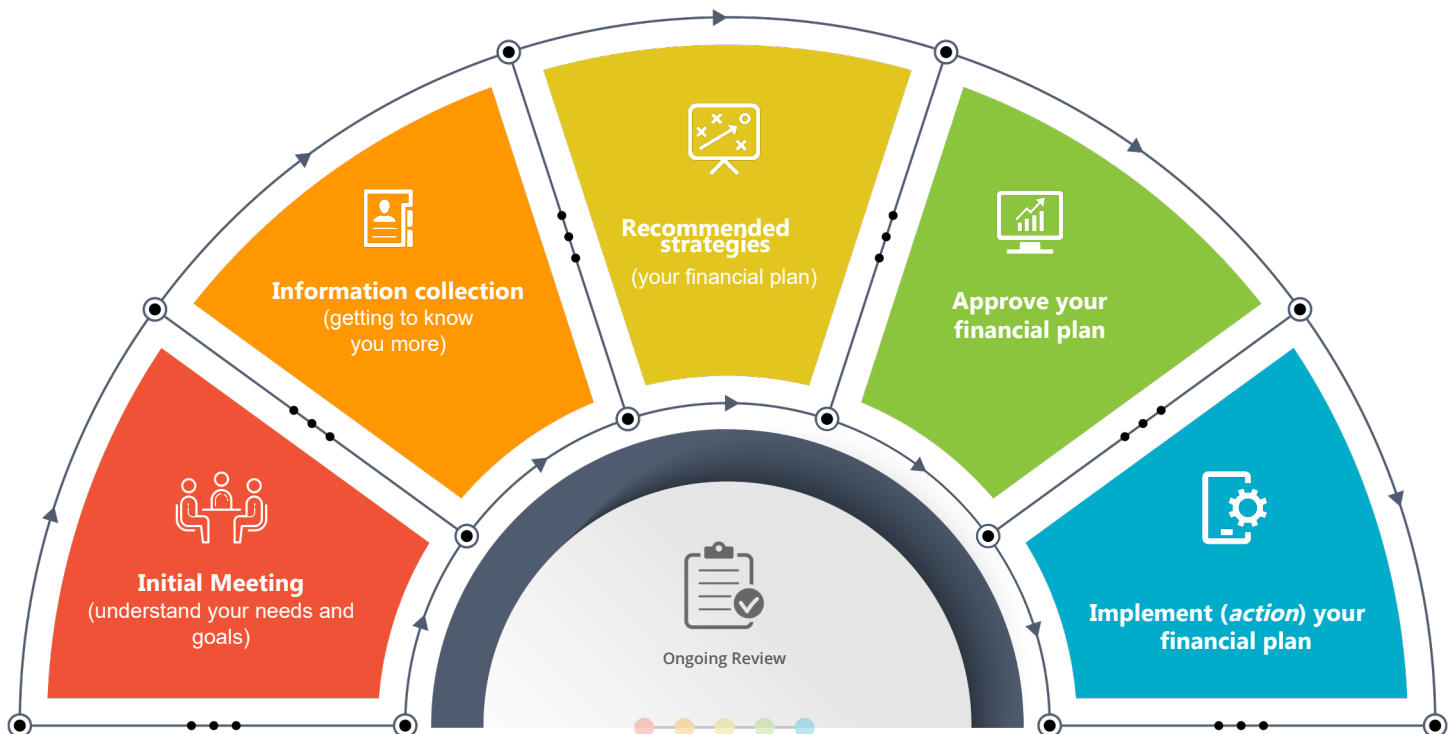 Initial Meeting
(understand your needs and
goals)
Information collection
(getting to know
you more)
Recommended
strategies
(your financial plan)
Approve your
financial plan
Implement (action) your
financial plan
Ongoing Review